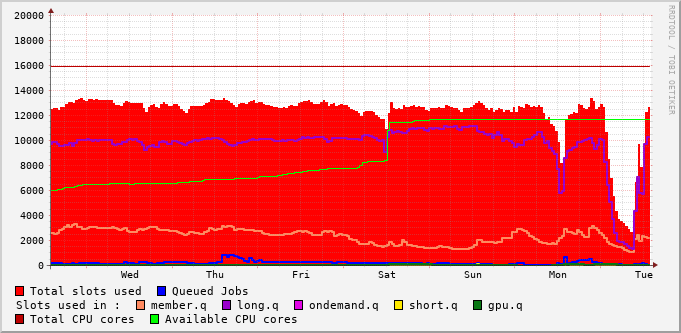 20000
18000
16000
14000
12000
10000
8000
6000
4000
2000
0
Wed Thu Fri Sat Sun Mon Tue
RRDTOOL / TOBI OETIKER
Total slots used Queued Jobs
Slots used in : member.q long.q ondemand.q short.q gpu.q
Total CPU cores Available CPU cores